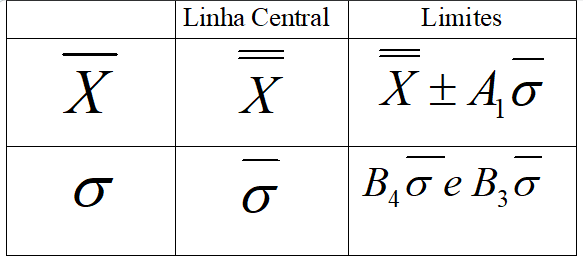 Linha Central Limites
X̅ X̿ X̿ ± A₁σ̅
σ σ̅ B₄σ̅ e B₃σ̅